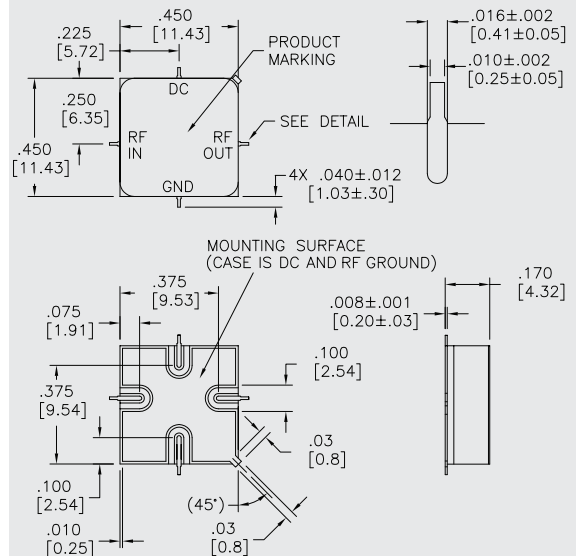 .450
[11.43]
.225
[5.72]
PRODUCT
MARKING
.016±.002
[0.41±0.05]
.010±.002
[0.25±0.05]
DC
.250
[6.35]
RF
IN
RF
OUT
SEE DETAIL
.450
[11.43]
GND
4X .040±.012
[1.03±.30]
MOUNTING SURFACE
(CASE IS DC AND RF GROUND)
.375
[9.53]
.170
[4.32]
.075
[1.91]
.008±.001
[0.20±.03]
.100
[2.54]
.375
[9.54]
.03
[0.8]
.100
[2.54]
(45°)
.03
[0.8]
.010
[0.25]